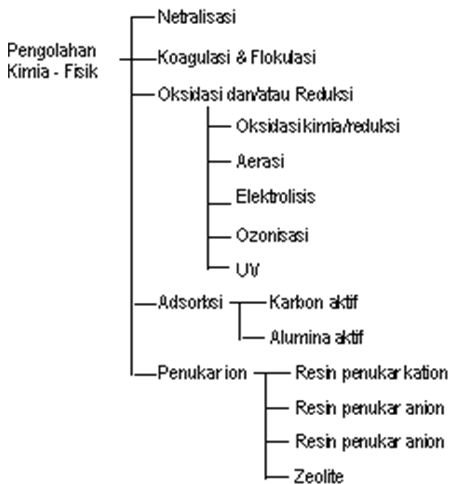 Netralisasi
Pengolahan
Kimia - Fisik
Koagulasi & Flokulasi
Oksidasi dan/atau Reduksi
Oksidasi kimia/reduksi
Aerasi
Elektrolisis
Ozonisasi
UV
Adsorbsi
Karbon aktif
Alumina aktif
Penukar ion
Resin penukar kation
Resin penukar anion
Resin penukar anion
Zeolite